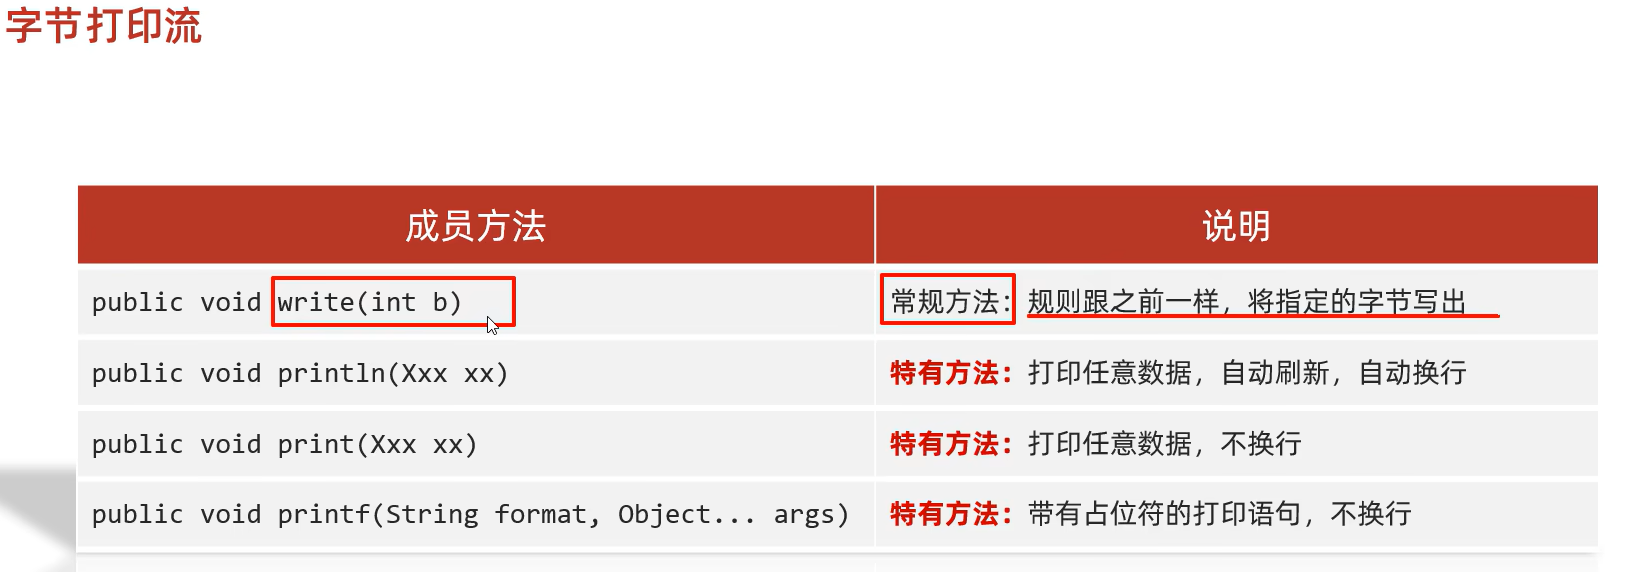 字节打印流
成员方法 说明
public void write(int b) 常规方法：规则跟之前一样，将指定的字节写出
public void println(Xxx xx) 特有方法：打印任意数据，自动刷新，自动换行
public void print(Xxx xx) 特有方法：打印任意数据，不换行
public void printf(String format, Object... args) 特有方法：带有占位符的打印语句，不换行